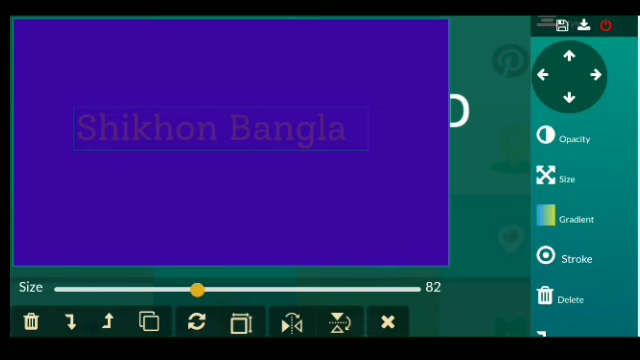 Shikhon Bangla
Opacity
Size
Gradient
Stroke
Delete
Size
82